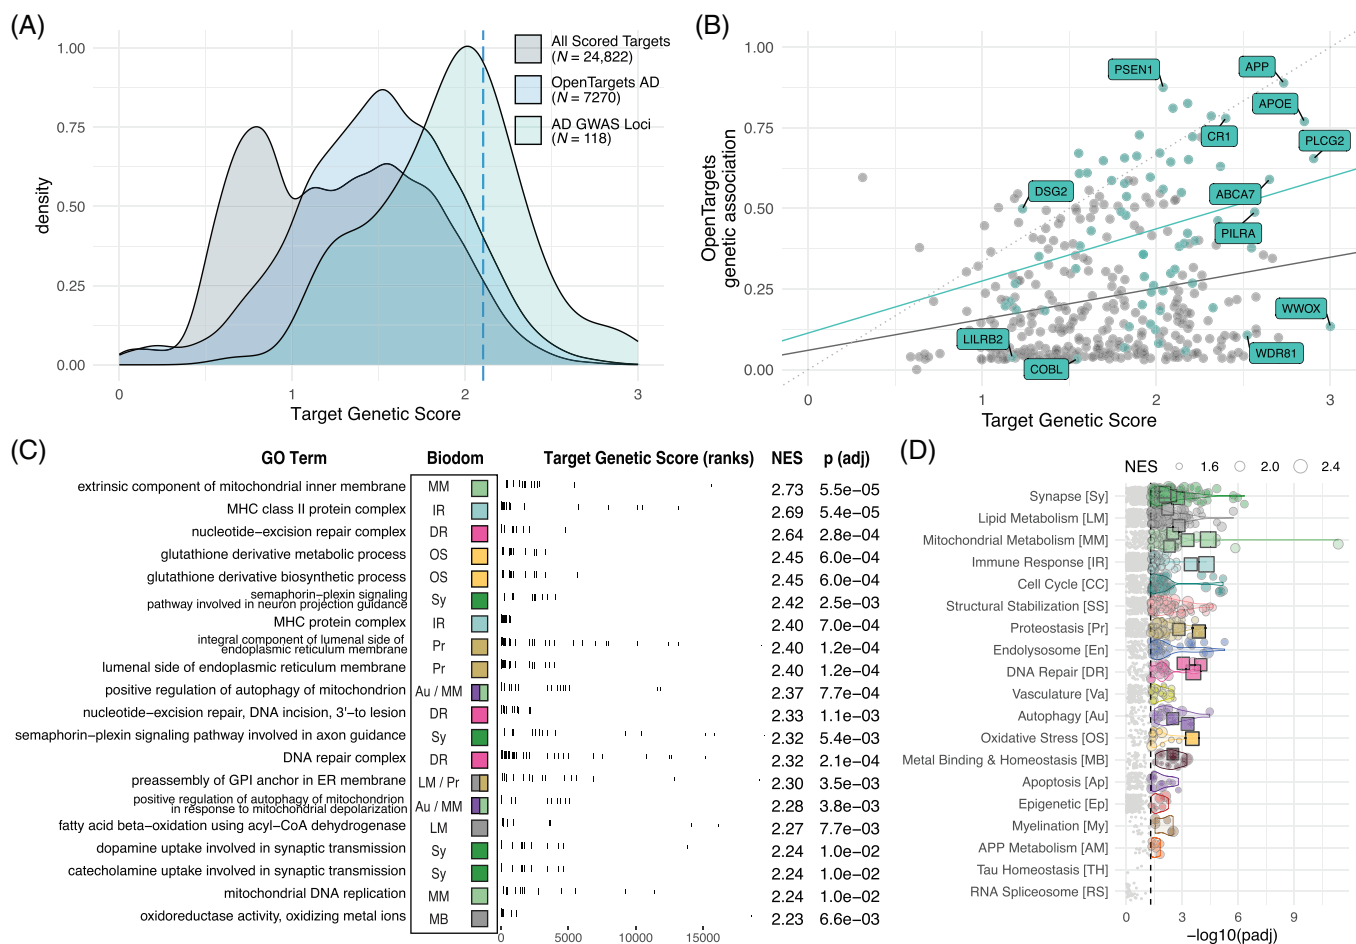 (A)
1.00
0.75
0.50
0.25
0.00
density
0
1
2
3
Target Genetic Score
All Scored Targets
(N = 24,822)
OpenTargets AD
(N = 7270)
AD GWAS Loci
(N = 118)
(B)
1.00
0.75
0.50
0.25
0.00
OpenTargets
genetic association
PSEN1
APP
APOE
CR1
PLCG2
DSG2
ABCA7
PILRA
WWOX
LILRB2
COBL
WDR81
0
1
2
3
Target Genetic Score
(C)
GO Term Biodom Target Genetic Score (ranks) NES p (adj)
extrinsic component of mitochondrial inner membrane MM 2.73 5.5e−05
MHC class II protein complex IR 2.69 5.4e−05
nucleotide−excision repair complex DR 2.64 2.8e−04
glutathione derivative metabolic process OS 2.45 6.0e−04
glutathione derivative biosynthetic process OS 2.45 6.0e−04
semaphorin−plexin signaling
pathway involved in neuron projection guidance Sy 2.42 2.5e−03
MHC protein complex IR 2.40 7.0e−04
integral component of lumenal side of
endoplasmic reticulum membrane Pr 2.40 1.2e−04
lumenal side of endoplasmic reticulum membrane Pr 2.40 1.2e−04
positive regulation of autophagy of mitochondrion Au / MM 2.37 7.7e−04
nucleotide−excision repair, DNA incision, 3'−to lesion DR 2.33 1.1e−03
semaphorin−plexin signaling pathway involved in axon guidance Sy 2.32 5.4e−03
DNA repair complex DR 2.32 2.1e−04
preassembly of GPI anchor in ER membrane LM / Pr 2.30 3.5e−03
positive regulation of autophagy of mitochondrion
in response to mitochondrial depolarization Au / MM 2.28 3.8e−03
fatty acid beta−oxidation using acyl−CoA dehydrogenase LM 2.27 7.7e−03
dopamine uptake involved in synaptic transmission Sy 2.24 1.0e−02
catecholamine uptake involved in synaptic transmission Sy 2.24 1.0e−02
mitochondrial DNA replication MM 2.24 1.0e−02
oxidoreductase activity, oxidizing metal ions MB 2.23 6.6e−03
0 5000 10000 15000
(D)
NES 1.6 2.0 2.4
Synapse [Sy]
Lipid Metabolism [LM]
Mitochondrial Metabolism [MM]
Immune Response [IR]
Cell Cycle [CC]
Structural Stabilization [SS]
Proteostasis [Pr]
Endolysosome [En]
DNA Repair [DR]
Vasculature [Va]
Autophagy [Au]
Oxidative Stress [OS]
Metal Binding & Homeostasis [MB]
Apoptosis [Ap]
Epigenetic [Ep]
Myelination [My]
APP Metabolism [AM]
Tau Homeostasis [TH]
RNA Spliceosome [RS]
0 3 6 9
−log10(padj)